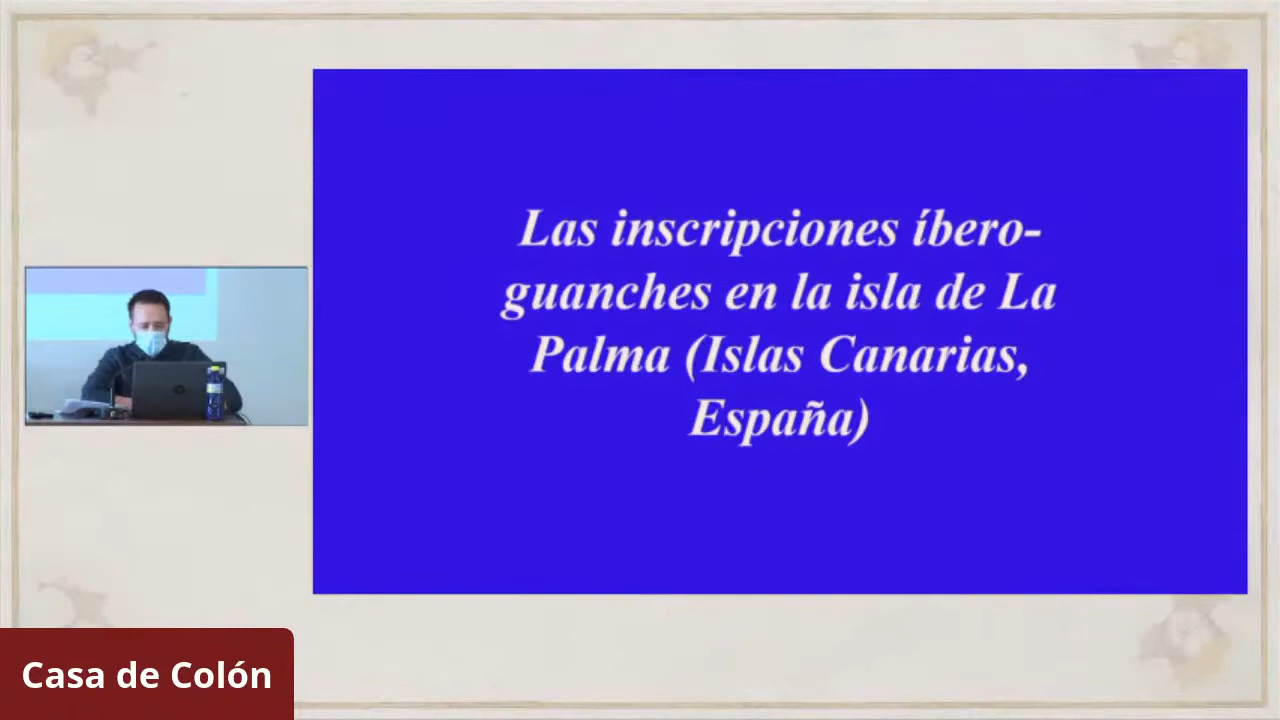 Las inscripciones íbero-
guanches en la isla de La
Palma (Islas Canarias,
España)
Casa de Colón